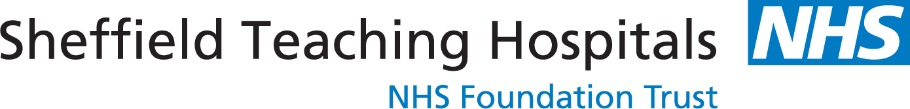 Sheffield Teaching Hospitals NHS
NHS Foundation Trust